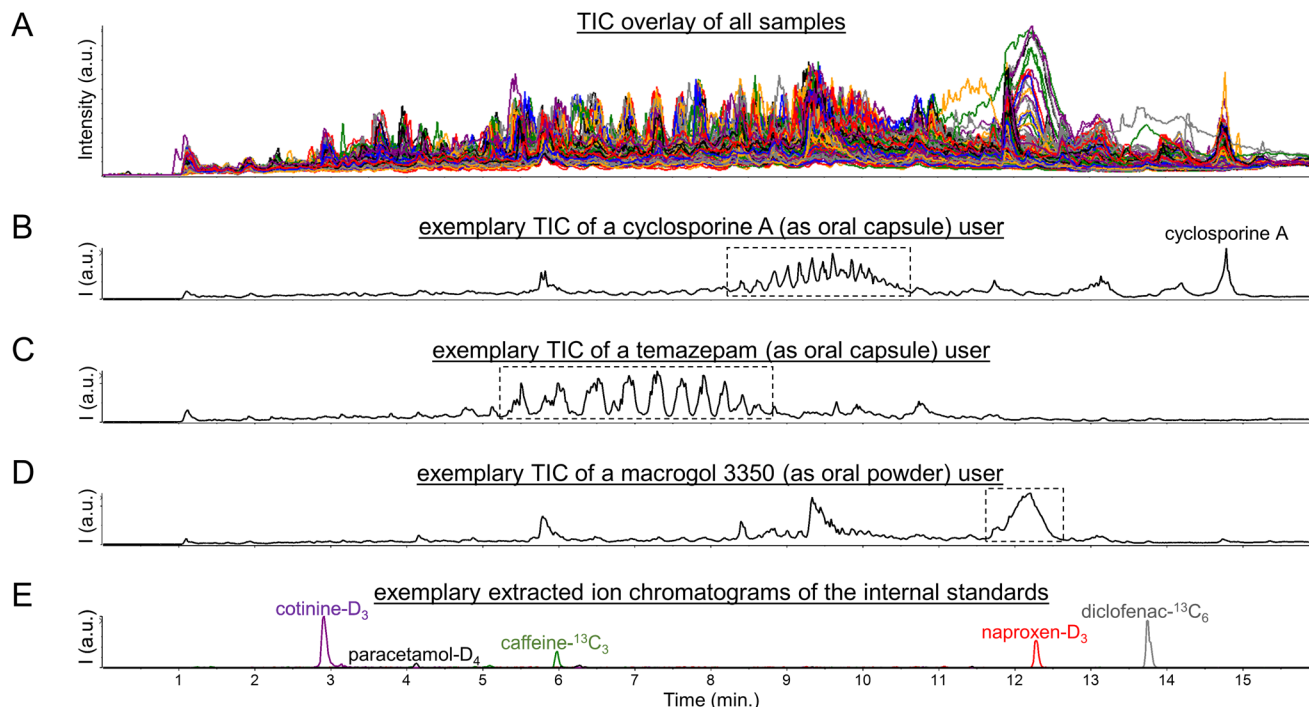 A
TIC overlay of all samples
Intensity (a.u.)
B
exemplary TIC of a cyclosporine A (as oral capsule) user
cyclosporine A
I (a.u.)
C
exemplary TIC of a temazepam (as oral capsule) user
I (a.u.)
D
exemplary TIC of a macrogol 3350 (as oral powder) user
I (a.u.)
E
exemplary extracted ion chromatograms of the internal standards
cotinine-D₃
diclofenac-¹³C₆
paracetamol-D₄
caffeine-¹³C₃
naproxen-D₃
I (a.u.)
1 2 3 4 5 6 7 8 9 10 11 12 13 14 15
Time (min.)